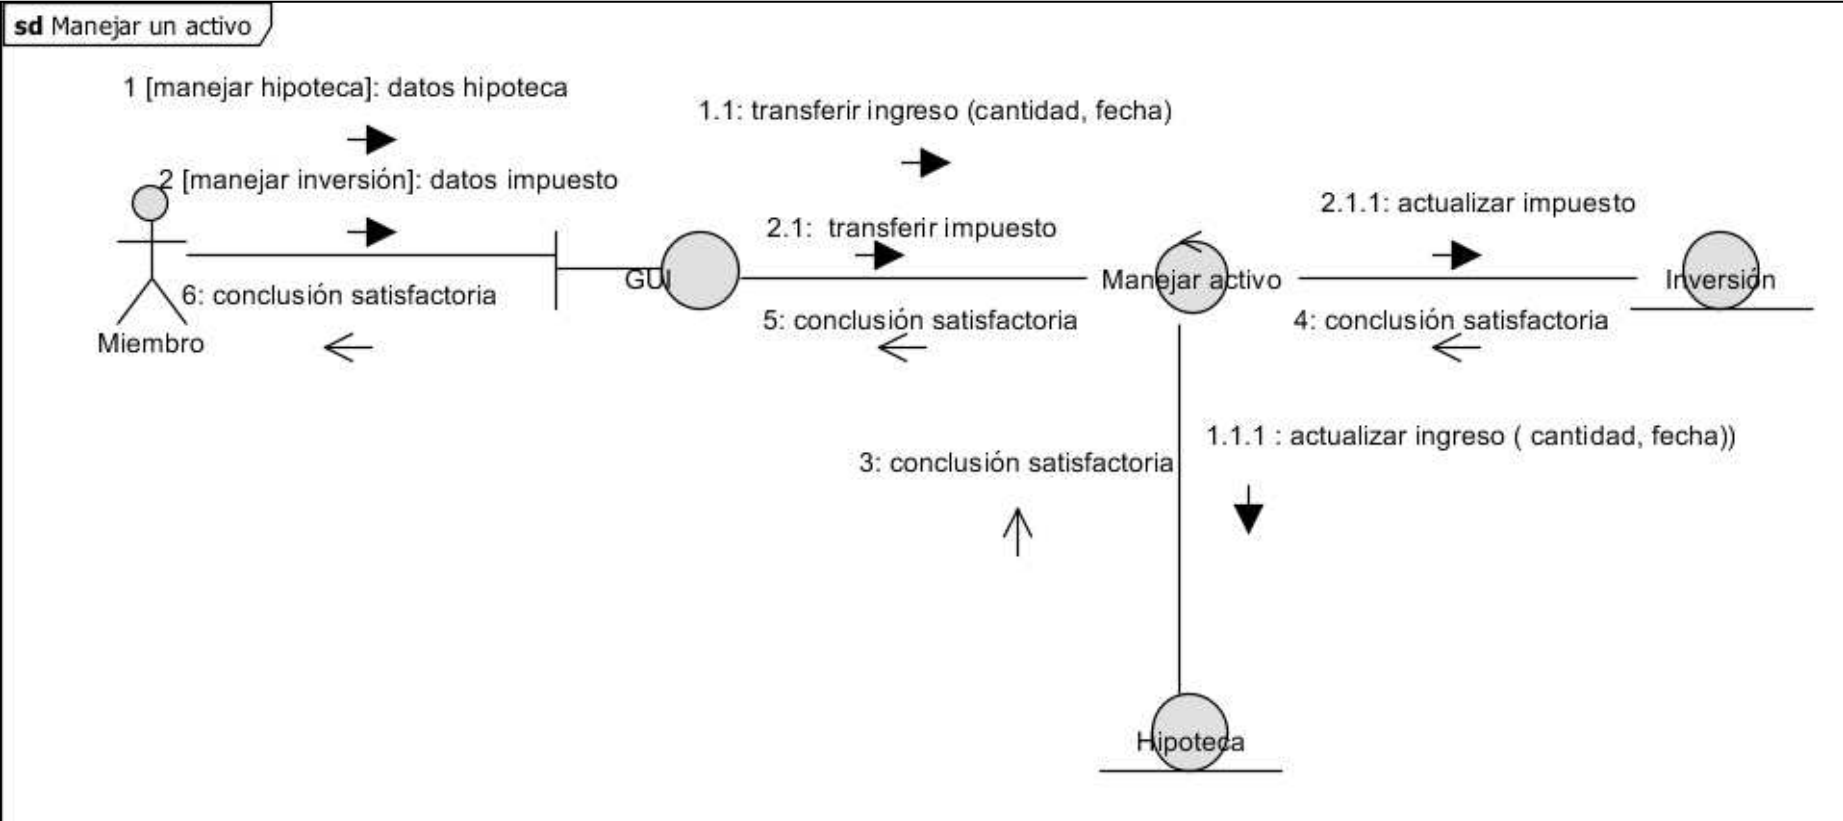 sd Manejar un activo
1 [manejar hipoteca]: datos hipoteca
1.1: transferir ingreso (cantidad, fecha)
2 [manejar inversión]: datos impuesto
2.1: transferir impuesto
2.1.1: actualizar impuesto
GUI
Manejar activo
Inversión
6: conclusión satisfactoria
5: conclusión satisfactoria
4: conclusión satisfactoria
Miembro
1.1.1 : actualizar ingreso ( cantidad, fecha))
3: conclusión satisfactoria
Hipoteca